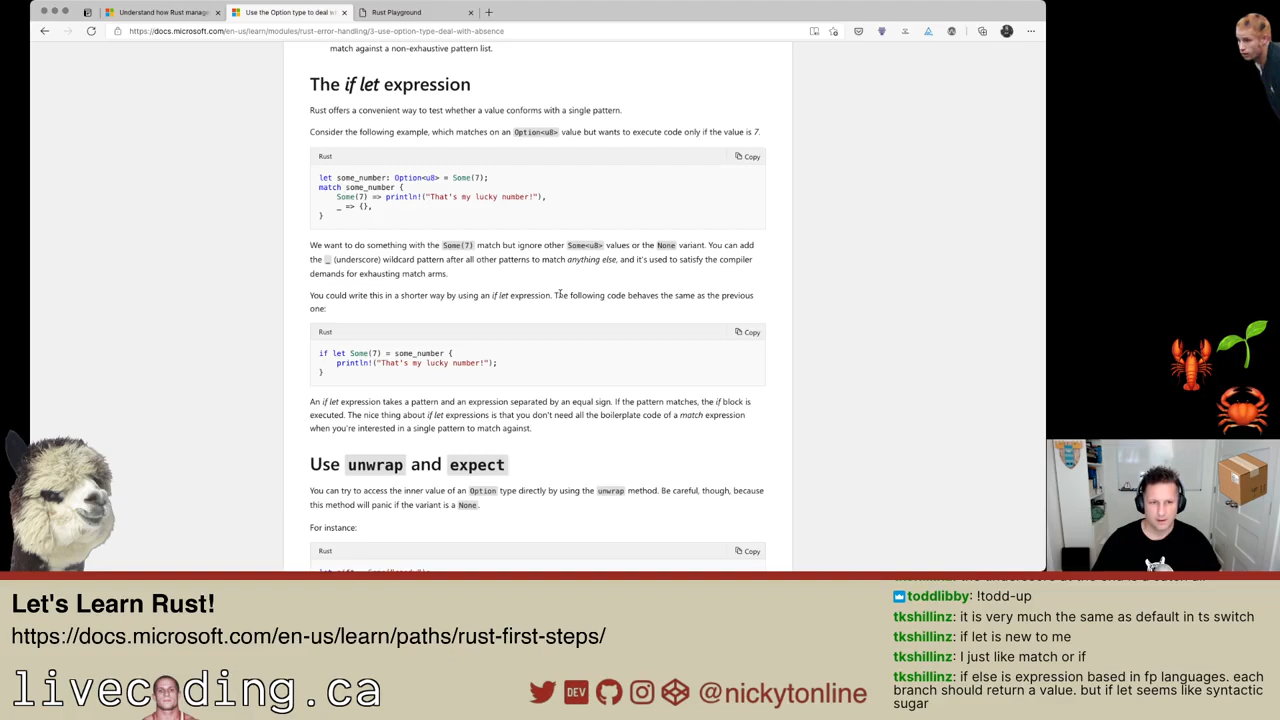 Understand how Rust manage
Use the Option type to deal wi
Rust Playground
https://docs.microsoft.com/en-us/learn/modules/rust-error-handling/3-use-option-type-deal-with-absence
match against a non-exhaustive pattern list.
The if let expression
Rust offers a convenient way to test whether a value conforms with a single pattern.
Consider the following example, which matches on an Option<u8> value but wants to execute code only if the value is 7.
Rust
Copy
let some_number: Option<u8> = Some(7);
match some_number {
Some(7) => println!("That's my lucky number!"),
_ => {},
}
We want to do something with the Some(7) match but ignore other Some<u8> values or the None variant. You can add
the _ (underscore) wildcard pattern after all other patterns to match anything else, and it's used to satisfy the compiler
demands for exhausting match arms.
You could write this in a shorter way by using an if let expression. The following code behaves the same as the previous
one:
Rust
Copy
if let Some(7) = some_number {
println!("That's my lucky number!");
}
An if let expression takes a pattern and an expression separated by an equal sign. If the pattern matches, the if block is
executed. The nice thing about if let expressions is that you don't need all the boilerplate code of a match expression
when you're interested in a single pattern to match against.
Use unwrap and expect
You can try to access the inner value of an Option type directly by using the unwrap method. Be careful, though, because
this method will panic if the variant is a None.
For instance:
Rust
Copy
Let's Learn Rust!
https://docs.microsoft.com/en-us/learn/paths/rust-first-steps/
livecoding.ca
DEV
@nickytonline
toddlibby: !todd-up
tkshillinz: it is very much the same as default in ts switch
tkshillinz: if let is new to me
tkshillinz: I just like match or if
tkshillinz: if else is expression based in fp languages. each
branch should return a value. but if let seems like syntactic
sugar